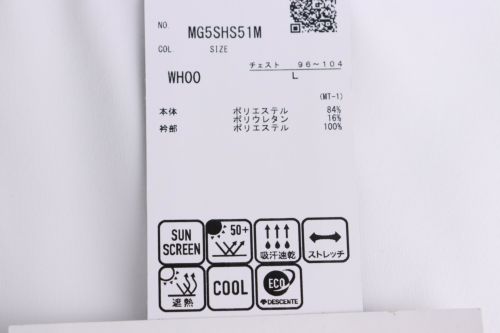 NO. MG5SHS51M
COL SIZE
チェスト 96～104
WH00 L
(MT-1)
本体 ポリエステル 84%
ポリウレタン 16%
衿部 ポリエステル 100%
SUN SCREEN
50+
吸汗速乾
ストレッチ
遮熱
COOL
ECO
DESCENTE